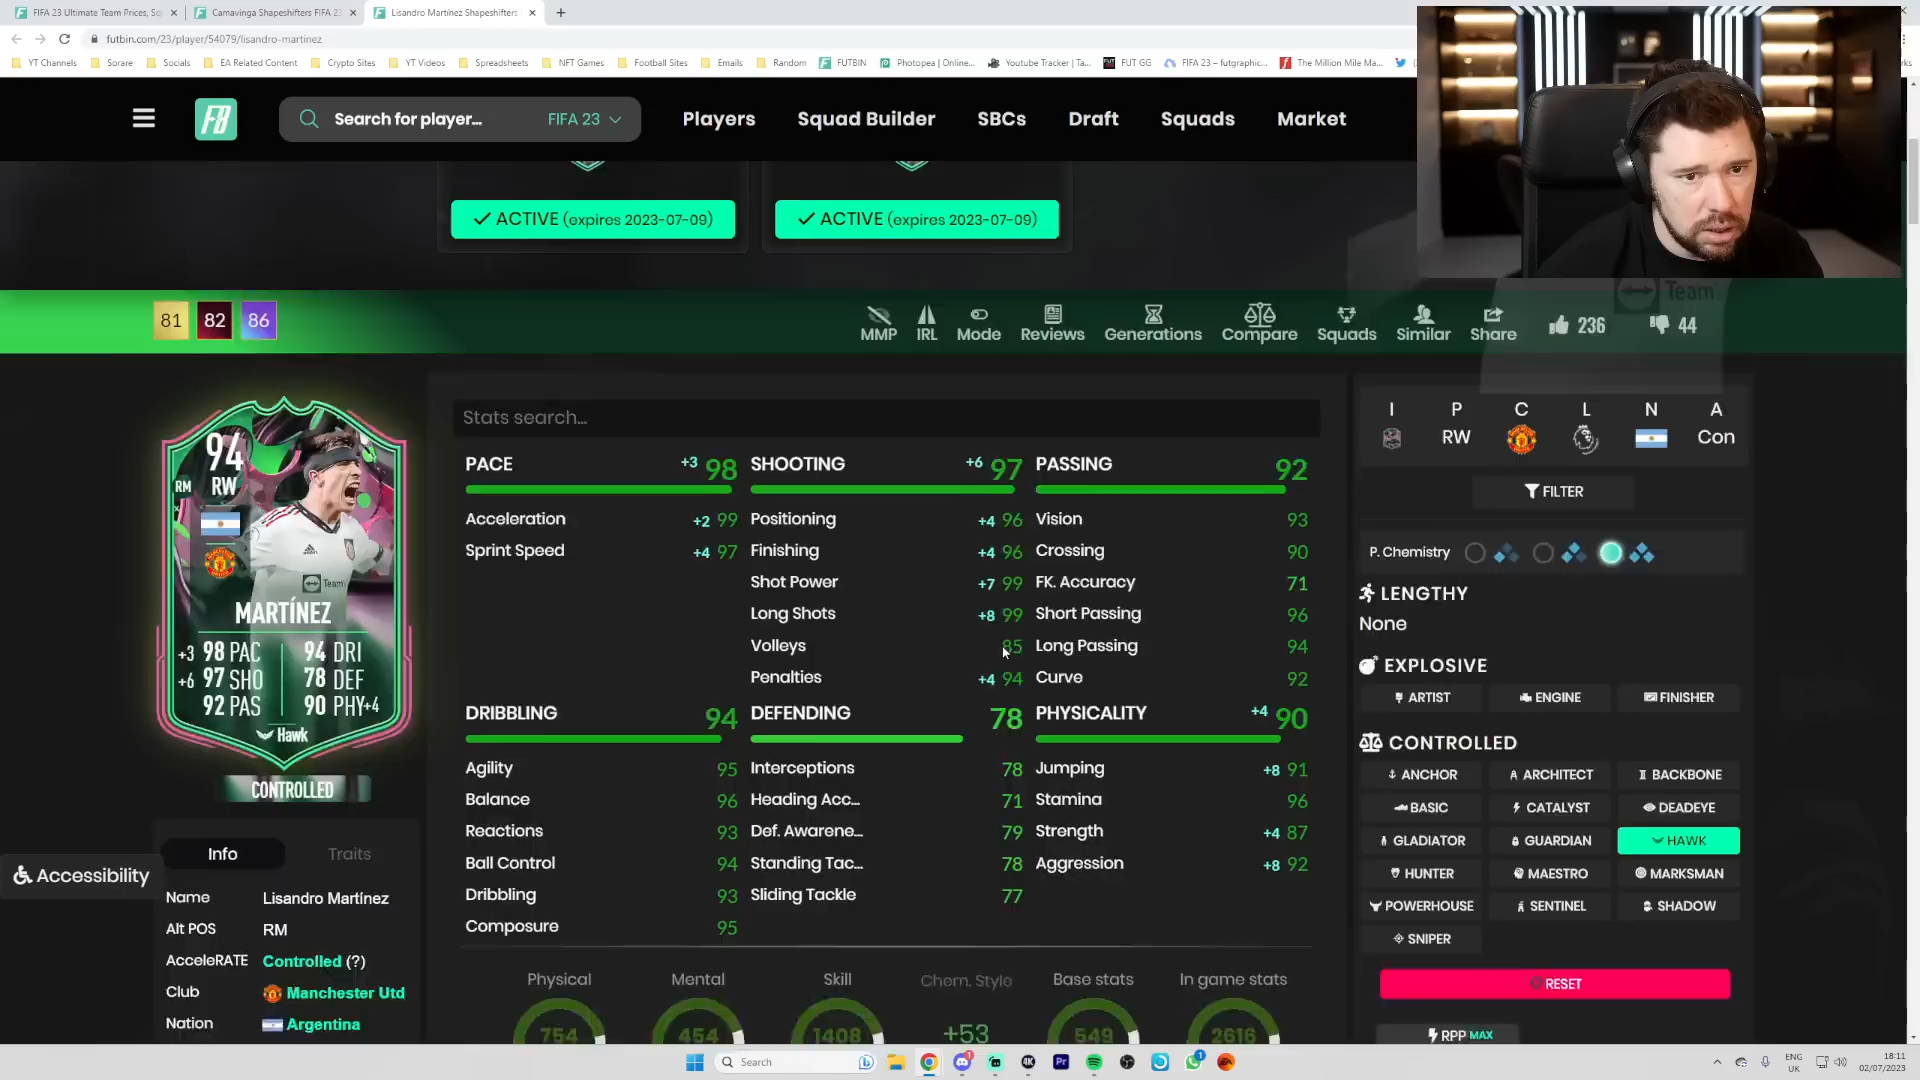 FIFA 23 Ultimate Team Prices, Sq
Camavinga Shapeshifters FIFA 23
Lisandro Martínez Shapeshifters
futbin.com/23/player/54079/lisandro-martinez
YT Channels
Sorare
Socials
EA Related Content
Crypto Sites
YT Videos
Spreadsheets
NFT Games
Football Sites
Emails
Random
FUTBIN
Photopea | Online...
Youtube Tracker | Ta...
FUT GG
FIFA 23 – futgraphic...
The Million Mile Ma...
Search for player...
FIFA 23
Players
Squad Builder
SBCs
Draft
Squads
Market
ACTIVE (expires 2023-07-09)
ACTIVE (expires 2023-07-09)
81 82 86
MMP
IRL
Mode
Reviews
Generations
Compare
Squads
Similar
Share
236
44
94
RW
RM
MARTÍNEZ
+3 98 PAC 94 DRI
+6 97 SHO 78 DEF
92 PAS 90 PHY+4
Hawk
CONTROLLED
Info
Traits
Name Lisandro Martínez
Alt POS RM
AcceleRATE Controlled (?)
Club Manchester Utd
Nation Argentina
Accessibility
Stats search...
PACE +3 98
Acceleration +2 99
Sprint Speed +4 97
SHOOTING +6 97
Positioning +4 96
Finishing +4 96
Shot Power +7 99
Long Shots +8 99
Volleys 85
Penalties +4 94
PASSING 92
Vision 93
Crossing 90
FK. Accuracy 71
Short Passing 96
Long Passing 94
Curve 92
DRIBBLING 94
Agility 95
Balance 96
Reactions 93
Ball Control 94
Dribbling 93
Composure 95
DEFENDING 78
Interceptions 78
Heading Acc... 71
Def. Awarene... 79
Standing Tac... 78
Sliding Tackle 77
PHYSICALITY +4 90
Jumping +8 91
Stamina 96
Strength +4 87
Aggression +8 92
Physical
Mental
Skill
Chem. Style
Base stats
In game stats
754
454
1408
+53
549
2616
I P C L N A
RW Con
FILTER
P. Chemistry
LENGTHY
None
EXPLOSIVE
ARTIST
ENGINE
FINISHER
CONTROLLED
ANCHOR
ARCHITECT
BACKBONE
BASIC
CATALYST
DEADEYE
GLADIATOR
GUARDIAN
HAWK
HUNTER
MAESTRO
MARKSMAN
POWERHOUSE
SENTINEL
SHADOW
SNIPER
RESET
RPP MAX
Search
ENG
UK
18:11
02/07/2023